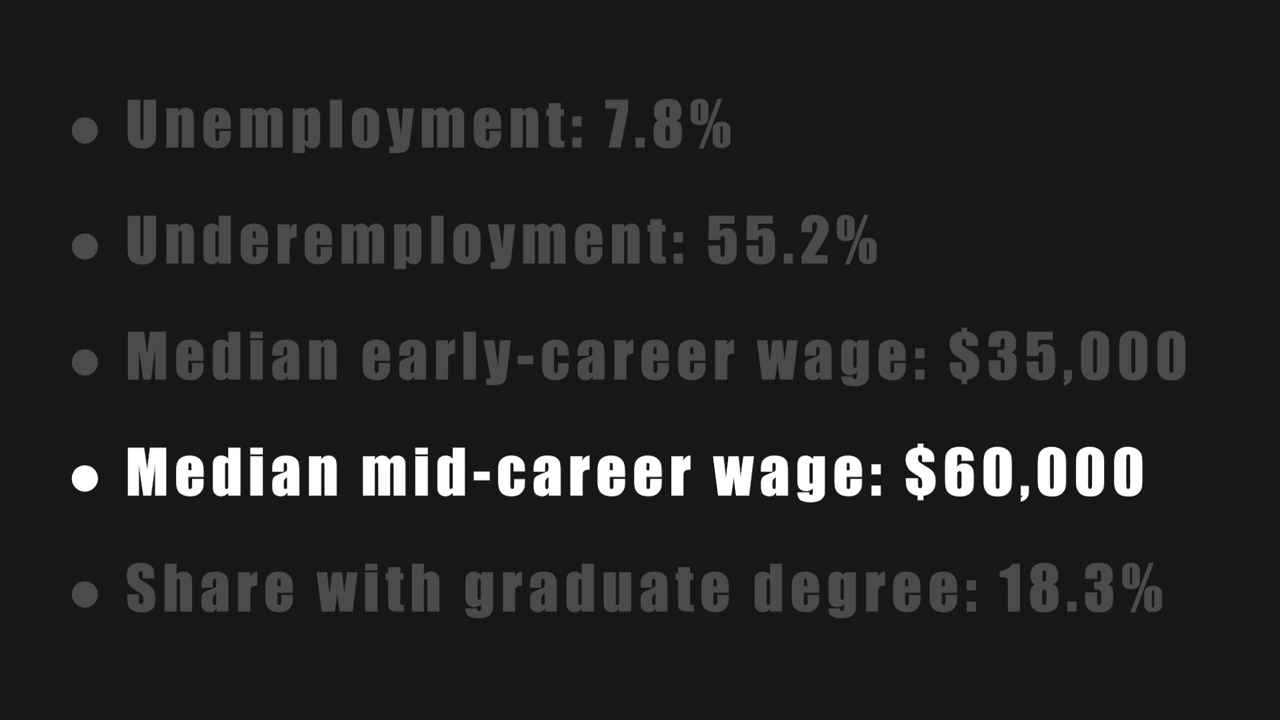 • Unemployment: 7.8%
• Underemployment: 55.2%
• Median early-career wage: $35,000
• Median mid-career wage: $60,000
• Share with graduate degree: 18.3%